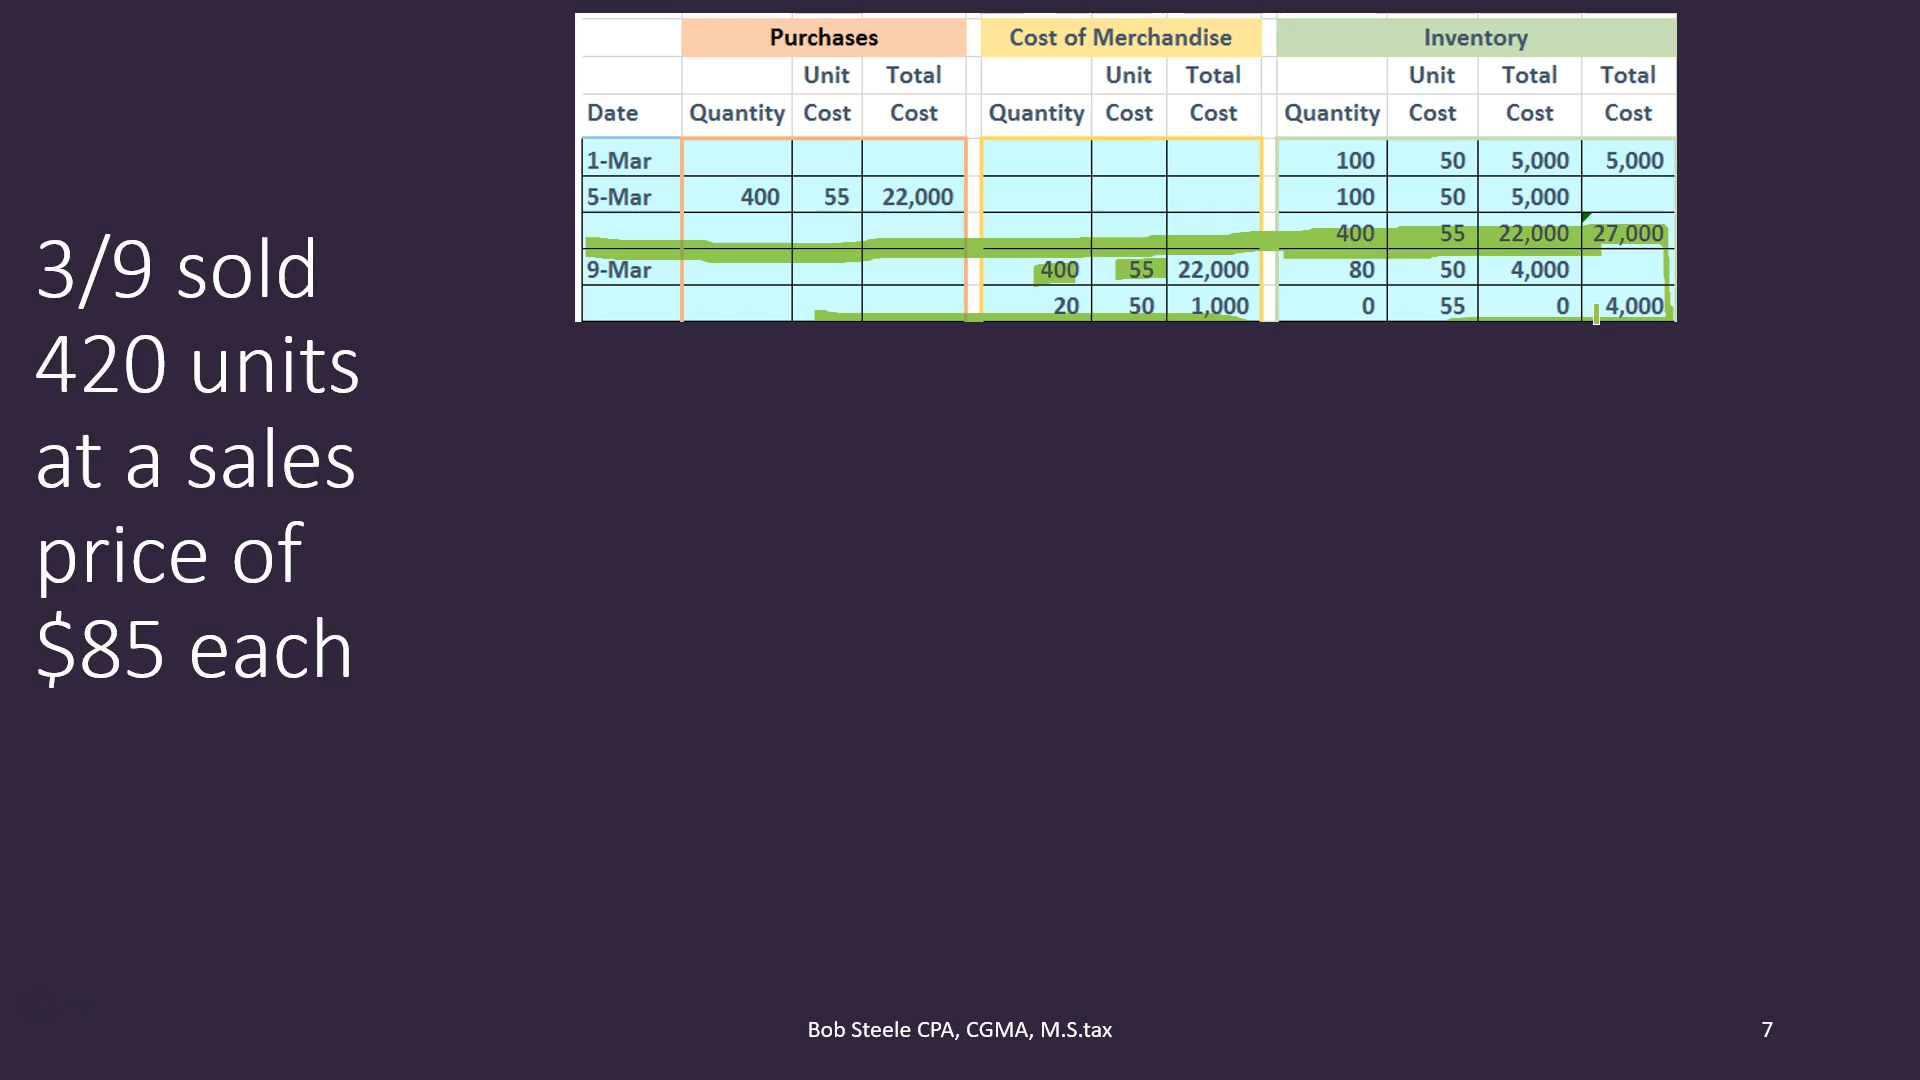 Purchases Cost of Merchandise Inventory
Unit Total Unit Total Unit Total Total
Date Quantity Cost Cost Quantity Cost Cost Quantity Cost Cost Cost
1-Mar 100 50 5,000 5,000
5-Mar 400 55 22,000 100 50 5,000
400 55 22,000 27,000
9-Mar 400 55 22,000 80 50 4,000
20 50 1,000 0 55 0 4,000
3/9 sold
420 units
at a sales
price of
$85 each
Bob Steele CPA, CGMA, M.S.tax
7